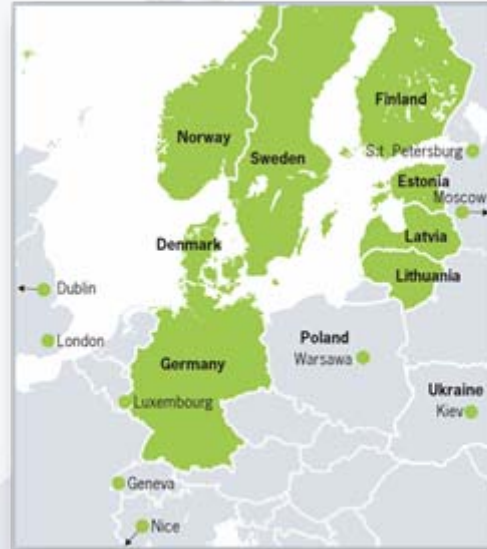 Finland
Norway
S:t. Petersburg
Sweden
Estonia
Moscow
Latvia
Denmark
Lithuania
Dublin
London
Poland
Warsawa
Germany
Ukraine
Kiev
Luxembourg
Geneva
Nice